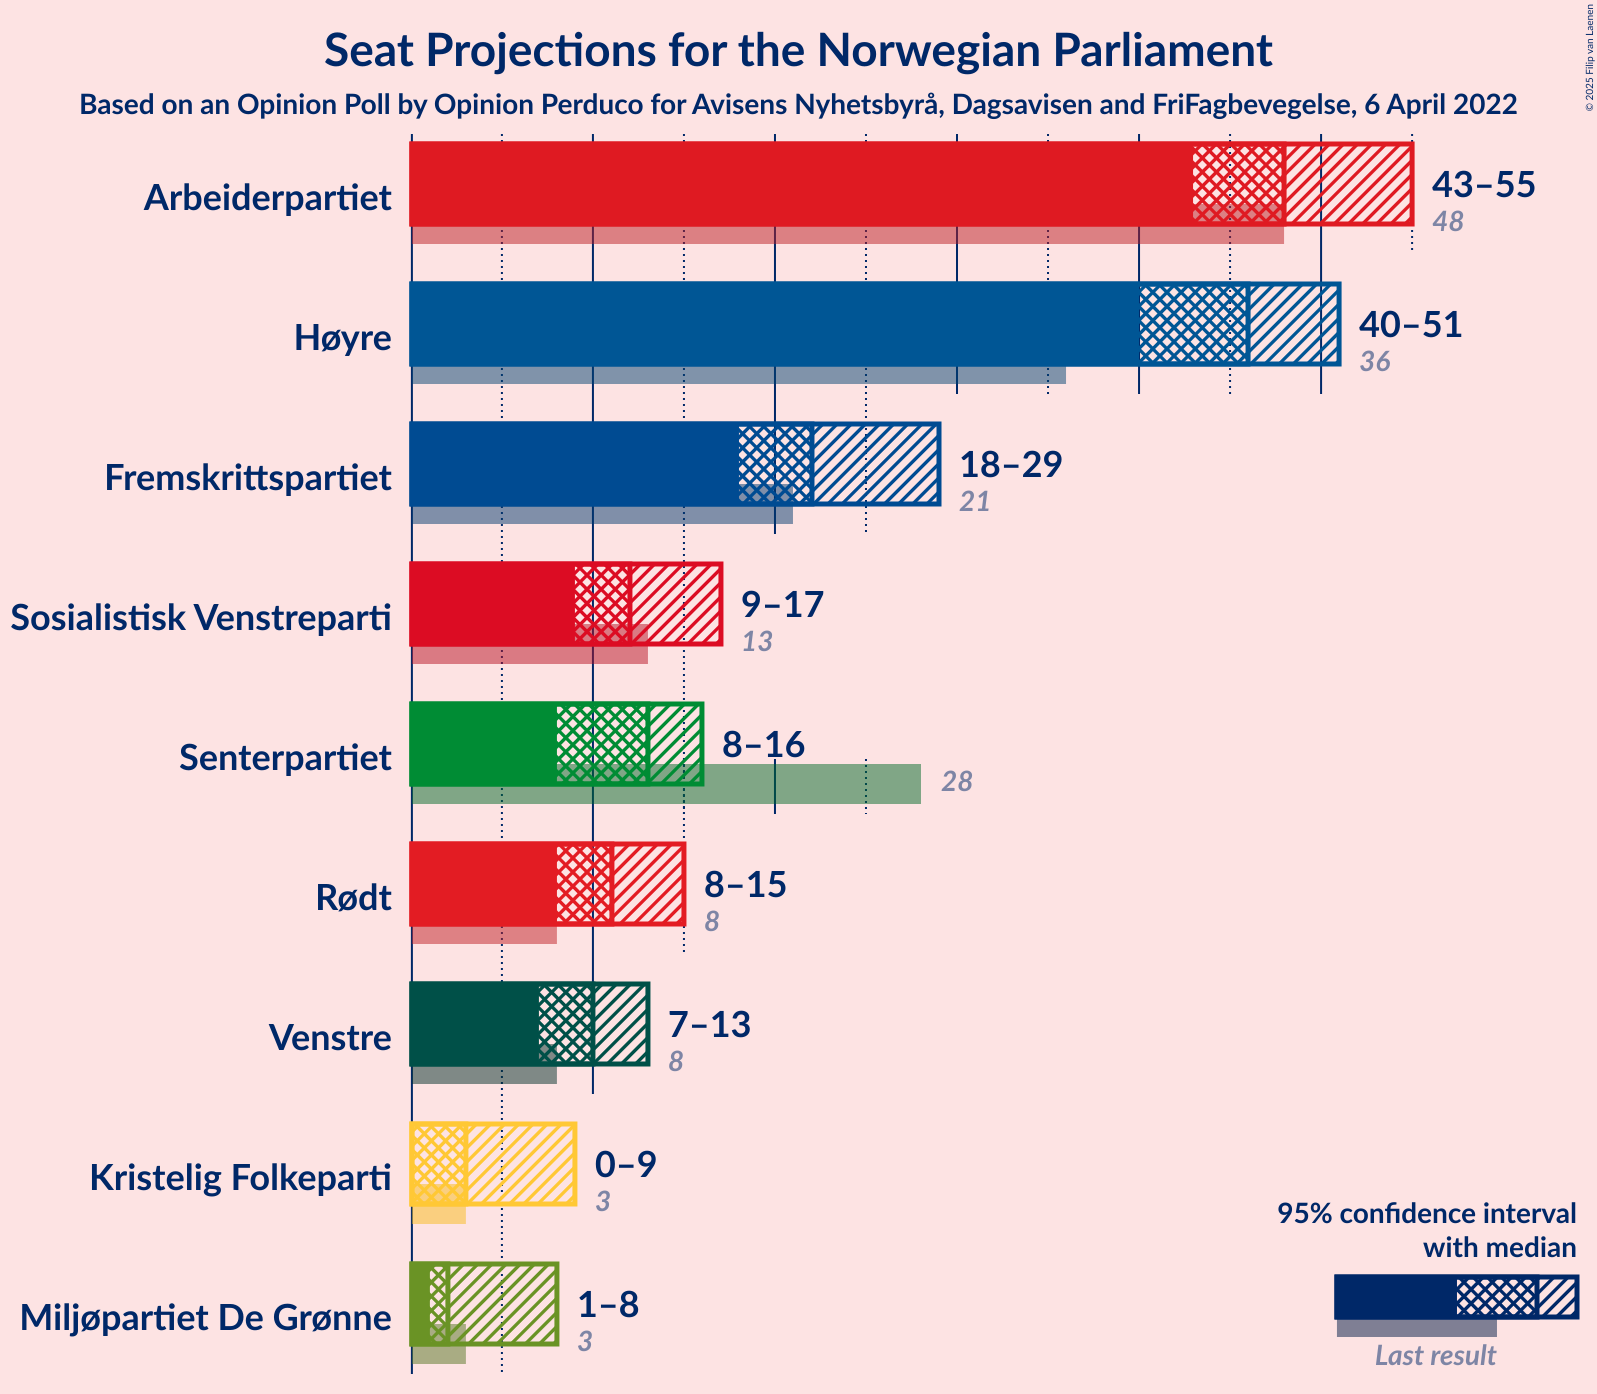 Seat Projections for the Norwegian Parliament
Based on an Opinion Poll by Opinion Perduco for Avisens Nyhetsbyrå, Dagsavisen and FriFagbevegelse, 6 April 2022
© 2025 Filip van Laenen
Arbeiderpartiet
43–55
48
Høyre
40–51
36
Fremskrittspartiet
18–29
21
Sosialistisk Venstreparti
9–17
13
Senterpartiet
8–16
28
Rødt
8–15
8
Venstre
7–13
8
Kristelig Folkeparti
0–9
3
Miljøpartiet De Grønne
1–8
3
95% confidence interval
with median
Last result